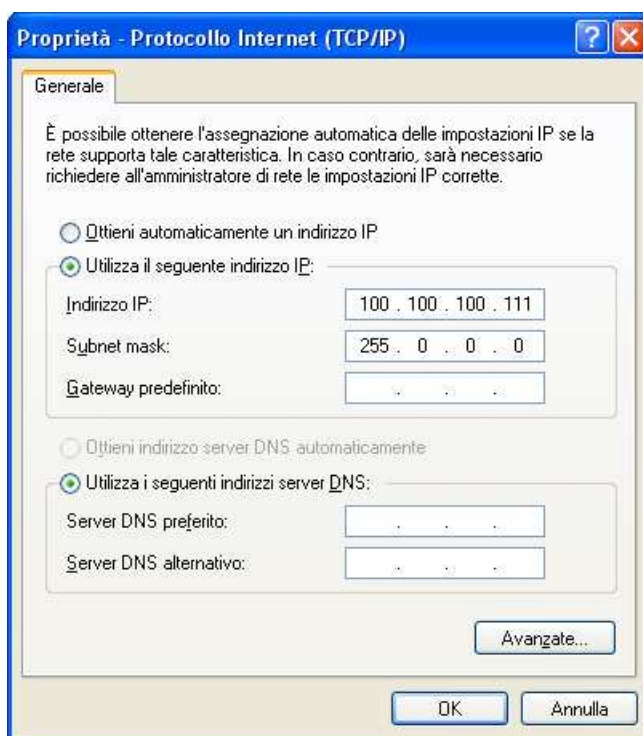 Proprietà - Protocollo Internet (TCP/IP)
Generale
È possibile ottenere l'assegnazione automatica delle impostazioni IP se la
rete supporta tale caratteristica. In caso contrario, sarà necessario
richiedere all'amministratore di rete le impostazioni IP corrette.
Ottieni automaticamente un indirizzo IP
Utilizza il seguente indirizzo IP:
Indirizzo IP: 100 . 100 . 100 . 111
Subnet mask: 255 . 0 . 0 . 0
Gateway predefinito: . . .
Ottieni indirizzo server DNS automaticamente
Utilizza i seguenti indirizzi server DNS:
Server DNS preferito: . . .
Server DNS alternativo: . . .
Avanzate...
OK Annulla